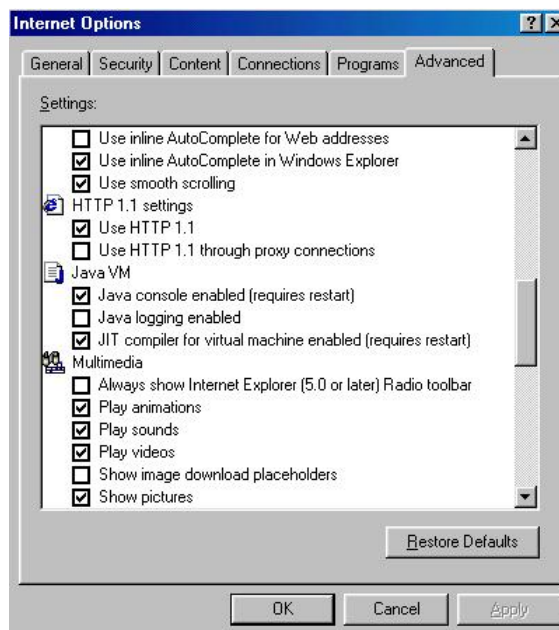 Internet Options
General Security Content Connections Programs Advanced
Settings:
Use inline AutoComplete for Web addresses
Use inline AutoComplete in Windows Explorer
Use smooth scrolling
HTTP 1.1 settings
Use HTTP 1.1
Use HTTP 1.1 through proxy connections
Java VM
Java console enabled (requires restart)
Java logging enabled
JIT compiler for virtual machine enabled (requires restart)
Multimedia
Always show Internet Explorer (5.0 or later) Radio toolbar
Play animations
Play sounds
Play videos
Show image download placeholders
Show pictures
Restore Defaults
OK Cancel Apply